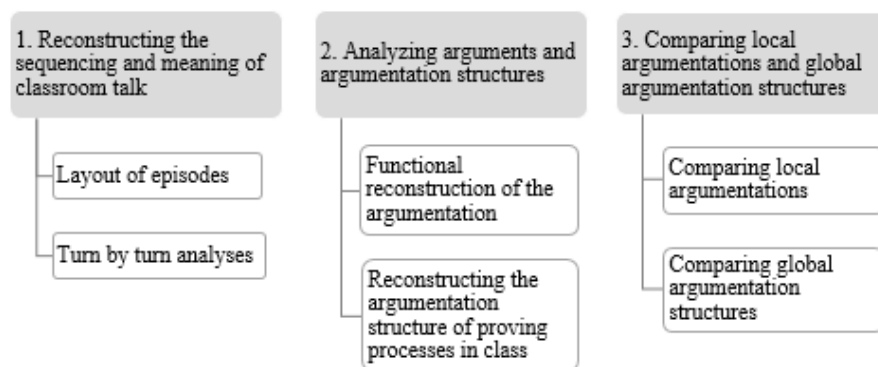 1. Reconstructing the
sequencing and meaning of
classroom talk
Layout of episodes
Turn by turn analyses
2. Analyzing arguments and
argumentation structures
Functional
reconstruction of the
argumentation
Reconstructing the
argumentation
structure of proving
processes in class
3. Comparing local
argumentations and global
argumentation structures
Comparing local
argumentations
Comparing global
argumentation
structures